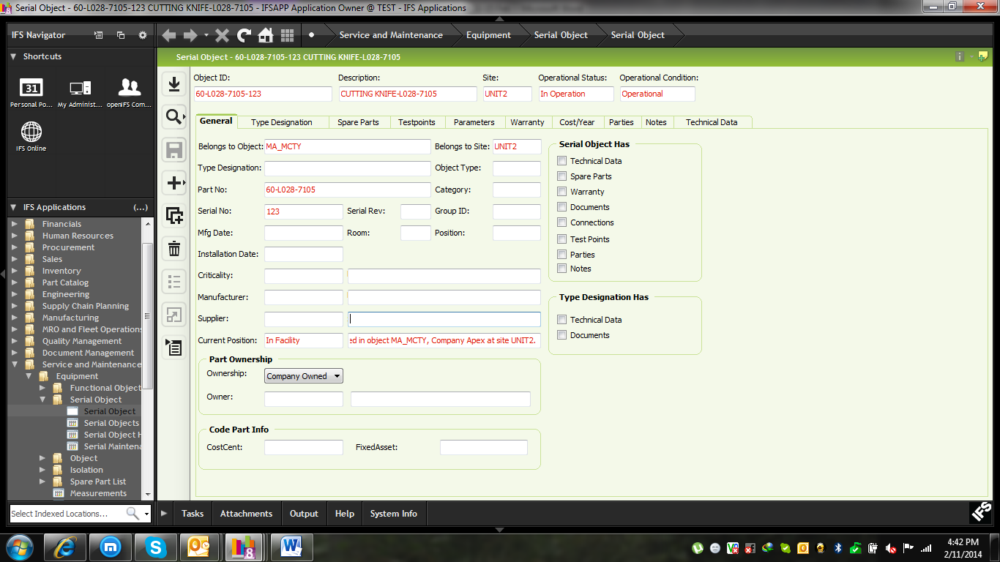 Serial Object - 60-L028-7105-123 CUTTING KNIFE-L028-7105 - IFSAPP Application Owner @ TEST - IFS Applications
IFS Navigator
Service and Maintenance Equipment Serial Object Serial Object
Shortcuts
Serial Object - 60-L028-7105-123 CUTTING KNIFE-L028-7105
31
Personal Po... My Administ... openIFS Com...
IFS Online
Object ID: Description: Site: Operational Status: Operational Condition:
60-L028-7105-123 CUTTING KNIFE-L028-7105 UNIT2 In Operation Operational
General Type Designation Spare Parts Testpoints Parameters Warranty Cost/Year Parties Notes Technical Data
Belongs to Object: MA_MCTY Belongs to Site: UNIT2
Type Designation: Object Type:
Part No: 60-L028-7105 Category:
Serial No: 123 Serial Rev: Group ID:
Mfg Date: Room: Position:
Installation Date:
Criticality:
Manufacturer:
Supplier:
Current Position: In Facility ed in object MA_MCTY, Company Apex at site UNIT2.
Part Ownership
Ownership: Company Owned
Owner:
Code Part Info
CostCent: FixedAsset:
Serial Object Has
Technical Data
Spare Parts
Warranty
Documents
Connections
Test Points
Parties
Notes
Type Designation Has
Technical Data
Documents
IFS Applications (...)
Financials
Human Resources
Procurement
Sales
Inventory
Part Catalog
Engineering
Supply Chain Planning
Manufacturing
MRO and Fleet Operations
Quality Management
Document Management
Service and Maintenance
Equipment
Functional Object
Serial Object
Serial Object
Serial Objects
Serial Object H
Serial Maintena
Object
Isolation
Spare Part List
Measurements
Select Indexed Locations...
Tasks Attachments Output Help System Info
IFS
8
4:42 PM
2/11/2014